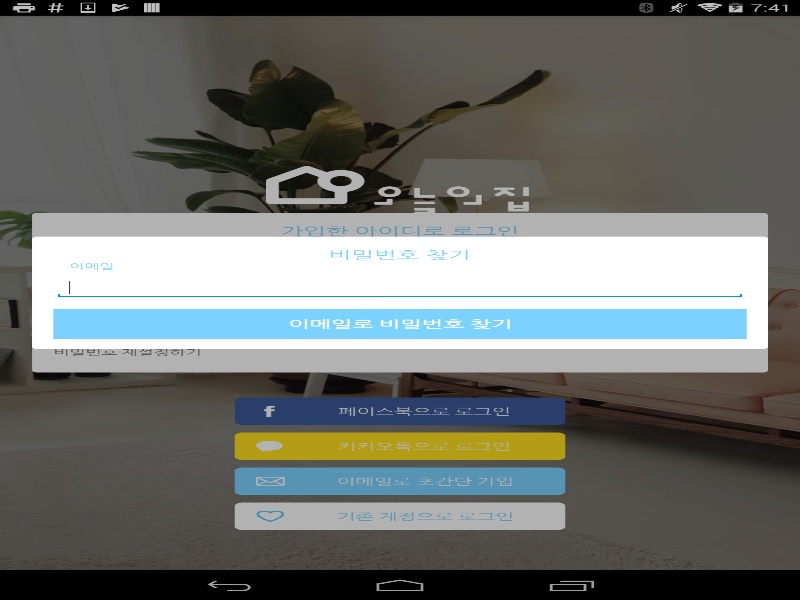 7:41
오늘의집
가입한 아이디로 로그인
비밀번호 찾기
이메일
이메일로 비밀번호 찾기
비밀번호 재설정하기
f 페이스북으로 로그인
카카오톡으로 로그인
이메일로 초간단 가입
기존 계정으로 로그인